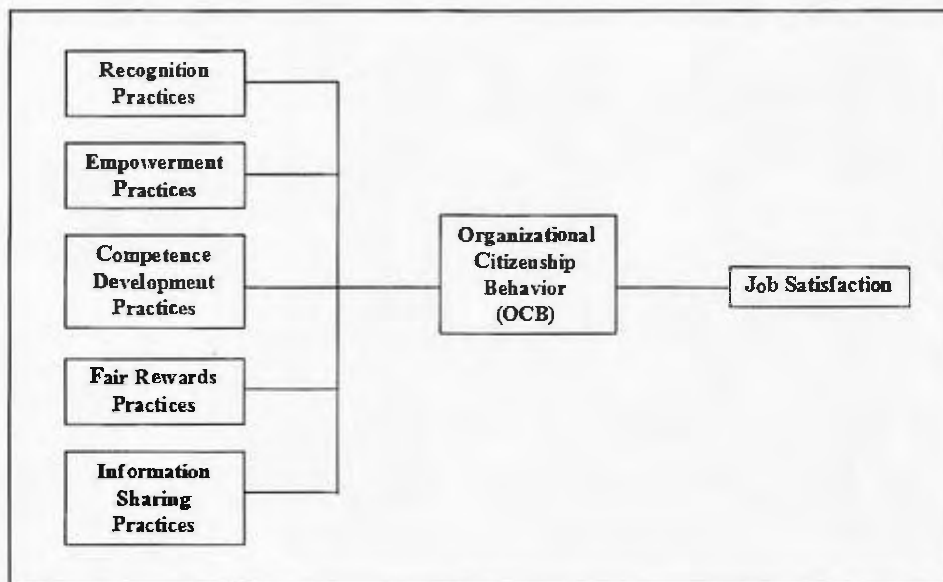 Recognition
Practices
Empowerment
Practices
Competence
Development
Practices
Fair Rewards
Practices
Information
Sharing
Practices
Organizational
Citizenship
Behavior
(OCB)
Job Satisfaction